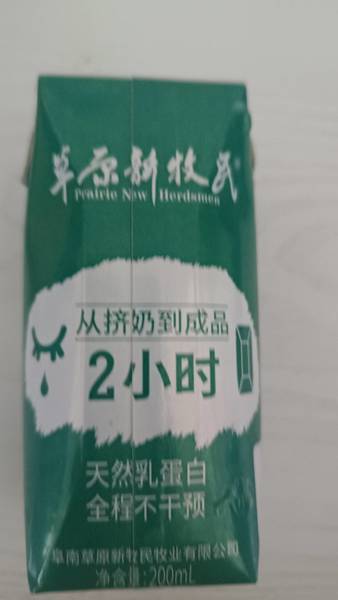 草原新牧民
Prairie New Herdsmen
从挤奶到成品
2小时
天然乳蛋白
全程不干预
阜南草原新牧民牧业有限公司
净含量:200mL